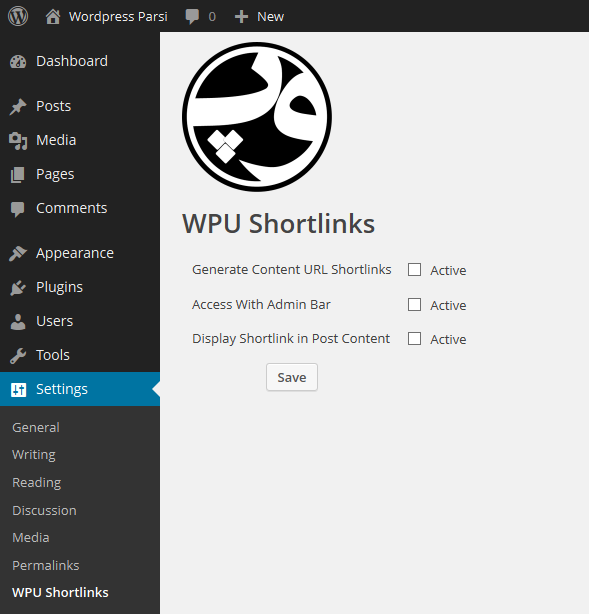 Wordpress Parsi 0 New
Dashboard
Posts
Media
Pages
Comments
Appearance
Plugins
Users
Tools
Settings
General
Writing
Reading
Discussion
Media
Permalinks
WPU Shortlinks
WPU Shortlinks
Generate Content URL Shortlinks Active
Access With Admin Bar Active
Display Shortlink in Post Content Active
Save